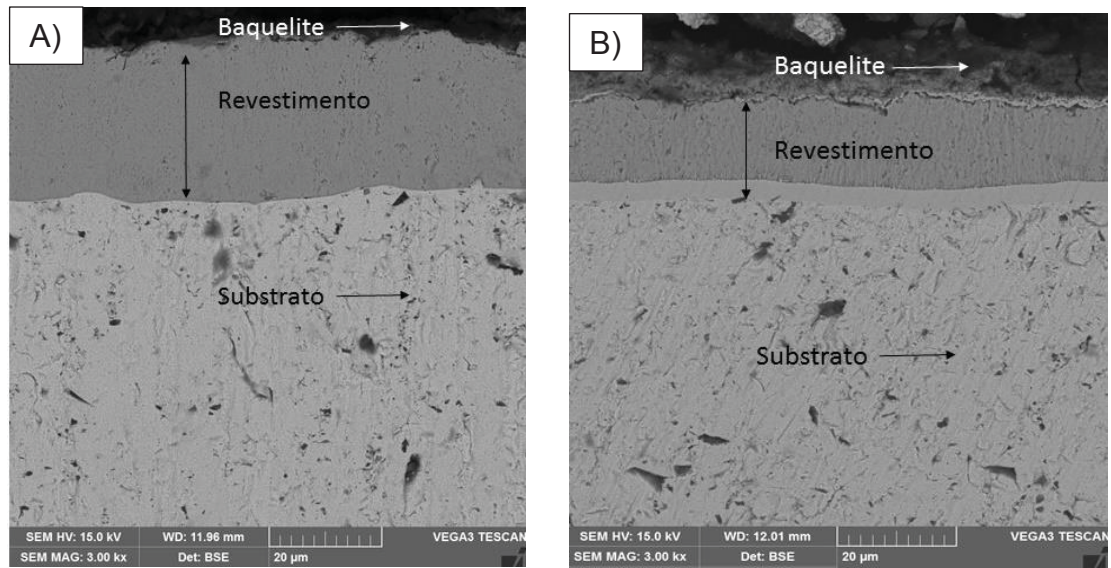 A)
Baquelite
Revestimento
Substrato
SEM HV: 15.0 kV WD: 11.96 mm VEGA3 TESCAN
SEM MAG: 3.00 kx Det: BSE 20 µm
B)
Baquelite
Revestimento
Substrato
SEM HV: 15.0 kV WD: 12.01 mm VEGA3 TESCAN
SEM MAG: 3.00 kx Det: BSE 20 µm